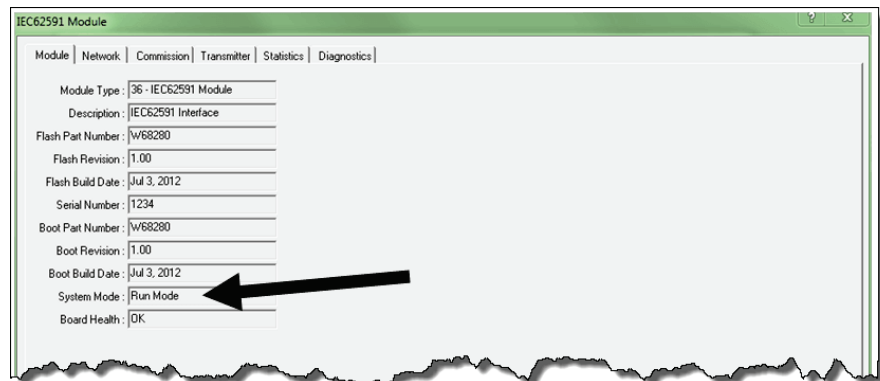 IEC62591 Module
Module Network Commission Transmitter Statistics Diagnostics
Module Type : 36 - IEC62591 Module
Description : IEC62591 Interface
Flash Part Number : W68280
Flash Revision : 1.00
Flash Build Date : Jul 3, 2012
Serial Number : 1234
Boot Part Number : W68280
Boot Revision : 1.00
Boot Build Date : Jul 3, 2012
System Mode : Run Mode
Board Health : OK